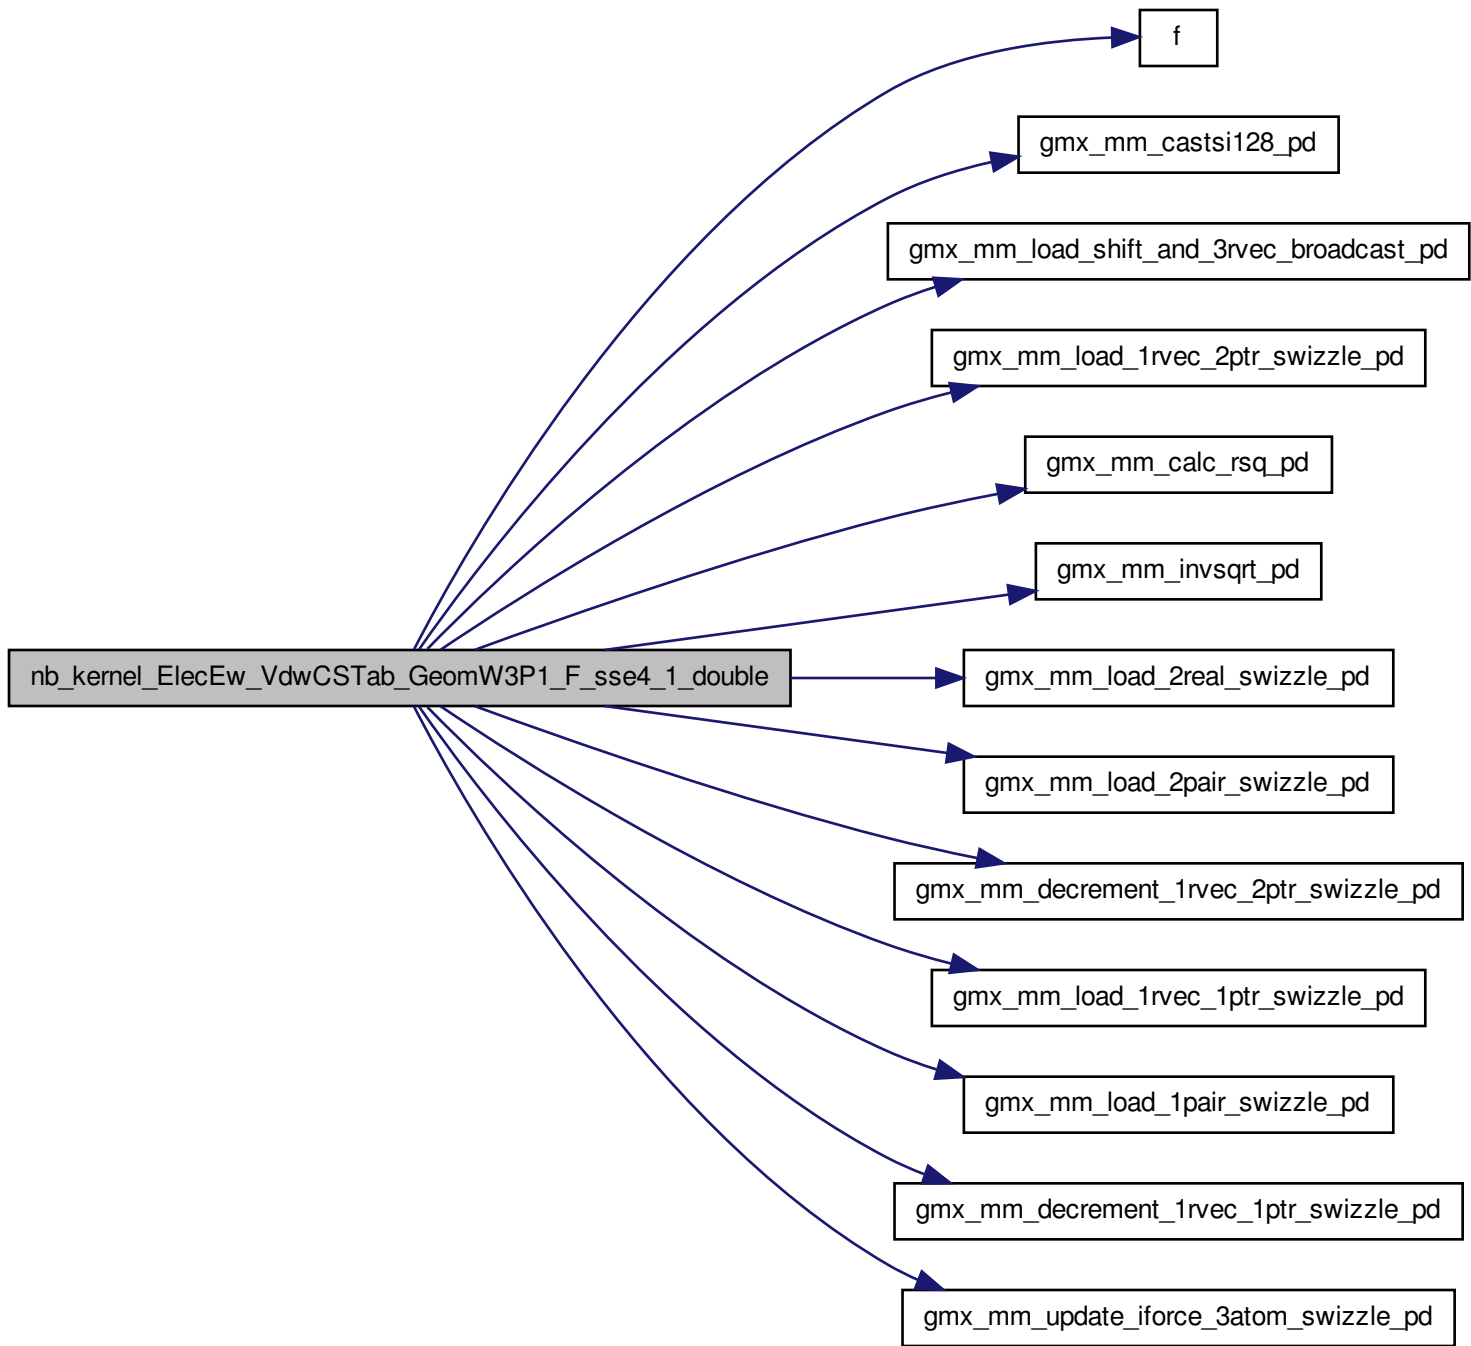 f
gmx_mm_castsi128_pd
gmx_mm_load_shift_and_3rvec_broadcast_pd
gmx_mm_load_1rvec_2ptr_swizzle_pd
gmx_mm_calc_rsq_pd
gmx_mm_invsqrt_pd
nb_kernel_ElecEw_VdwCSTab_GeomW3P1_F_sse4_1_double
gmx_mm_load_2real_swizzle_pd
gmx_mm_load_2pair_swizzle_pd
gmx_mm_decrement_1rvec_2ptr_swizzle_pd
gmx_mm_load_1rvec_1ptr_swizzle_pd
gmx_mm_load_1pair_swizzle_pd
gmx_mm_decrement_1rvec_1ptr_swizzle_pd
gmx_mm_update_iforce_3atom_swizzle_pd